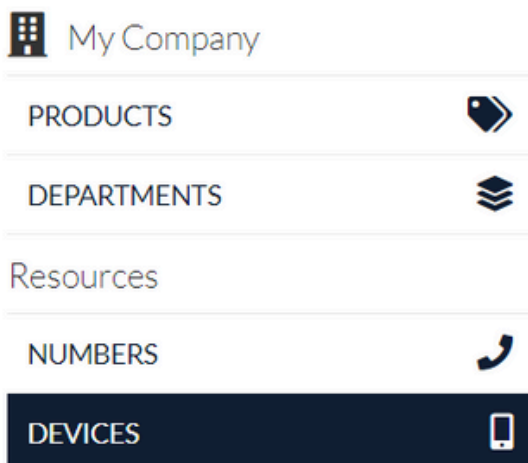 My Company
PRODUCTS
DEPARTMENTS
Resources
NUMBERS
DEVICES